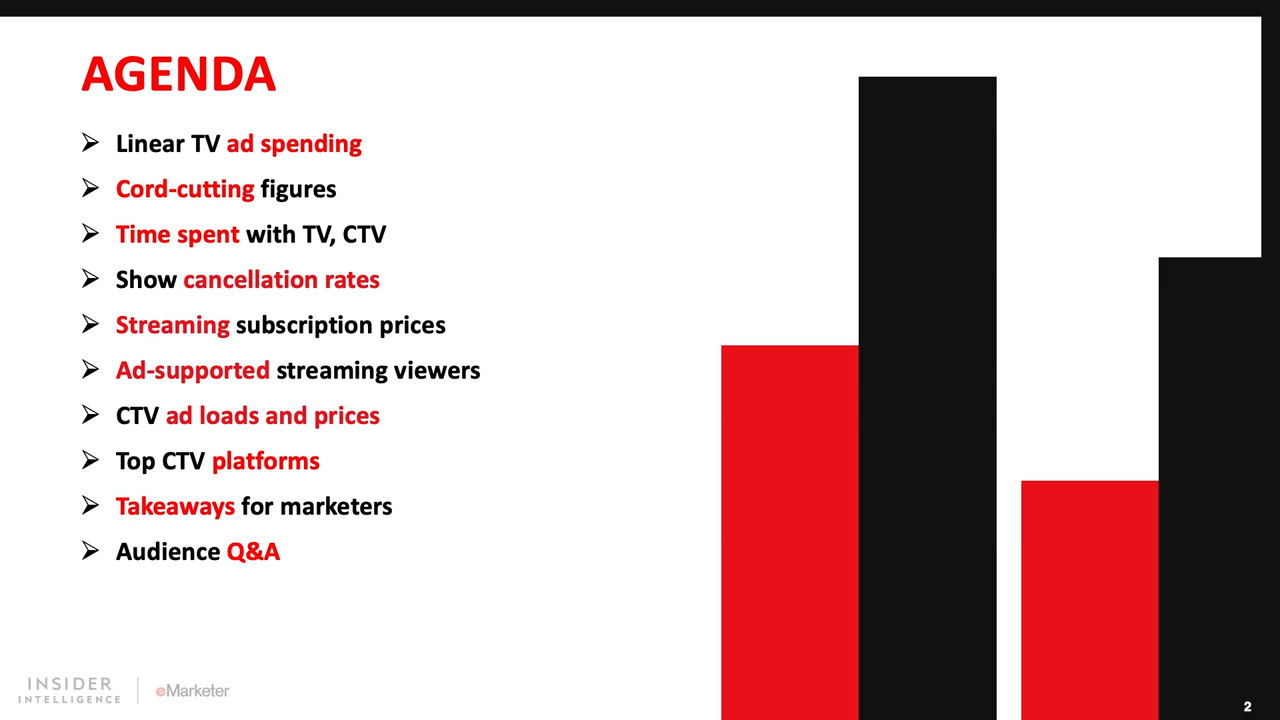 AGENDA
Linear TV ad spending
Cord-cutting figures
Time spent with TV, CTV
Show cancellation rates
Streaming subscription prices
Ad-supported streaming viewers
CTV ad loads and prices
Top CTV platforms
Takeaways for marketers
Audience Q&A
INSIDER
INTELLIGENCE
eMarketer
2